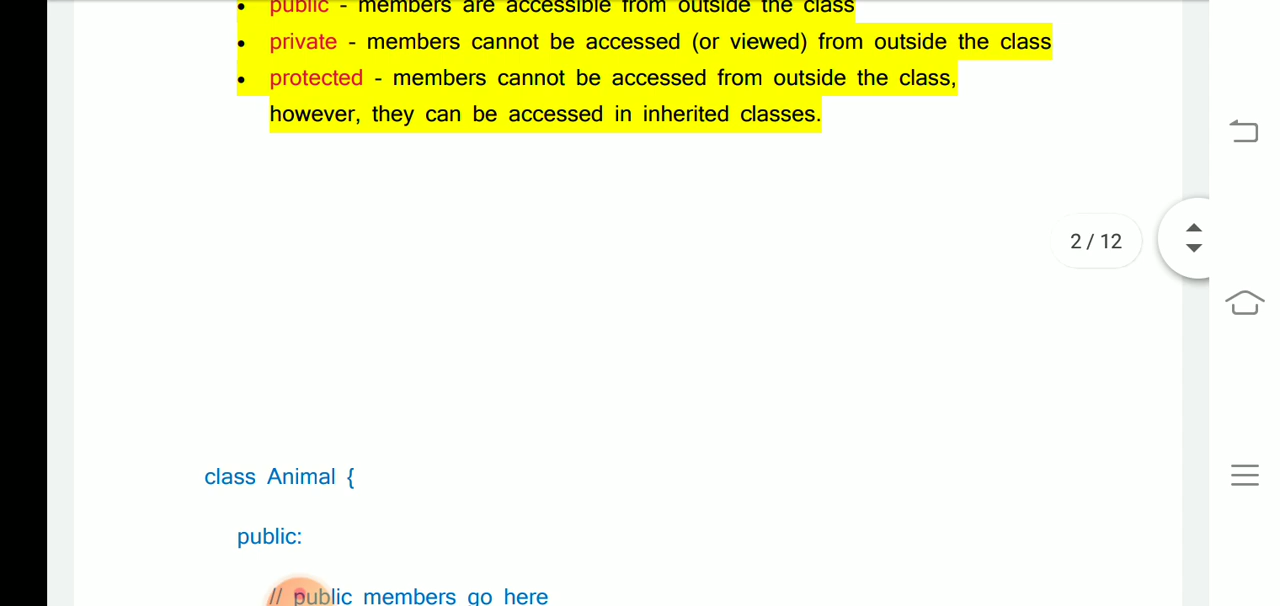 • public - members are accessible from outside the class
• private - members cannot be accessed (or viewed) from outside the class
• protected - members cannot be accessed from outside the class,
however, they can be accessed in inherited classes.
2 / 12
class Animal {
public:
// public members go here